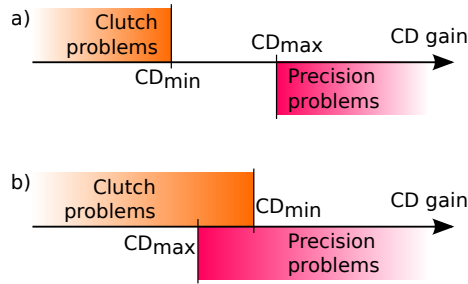 a)
Clutch
problems
CDmax
CD gain
CDmin
Precision
problems
b)
Clutch
problems
CDmin
CD gain
CDmax
Precision
problems